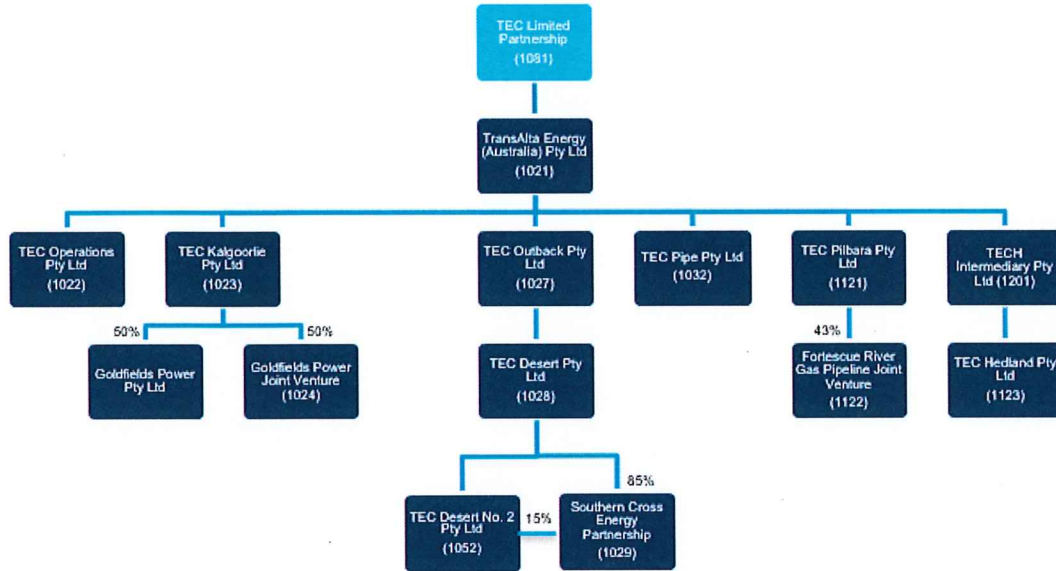 TEC Limited
Partnership
(1081)
TransAlta Energy
(Australia) Pty Ltd
(1021)
TEC Operations
Pty Ltd
(1022)
TEC Kalgoorlie
Pty Ltd
(1023)
TEC Outback Pty
Ltd
(1027)
TEC Pipe Pty Ltd
(1032)
TEC Pilbara Pty
Ltd
(1121)
TECH
Intermediary Pty
Ltd (1201)
50%
50%
43%
Goldfields Power
Pty Ltd
Goldfields Power
Joint Venture
(1024)
TEC Desert Pty
Ltd
(1028)
Fortescue River
Gas Pipeline Joint
Venture
(1122)
TEC Hedland Pty
Ltd
(1123)
85%
TEC Desert No. 2
Pty Ltd
(1052)
15%
Southern Cross
Energy
Partnership
(1029)